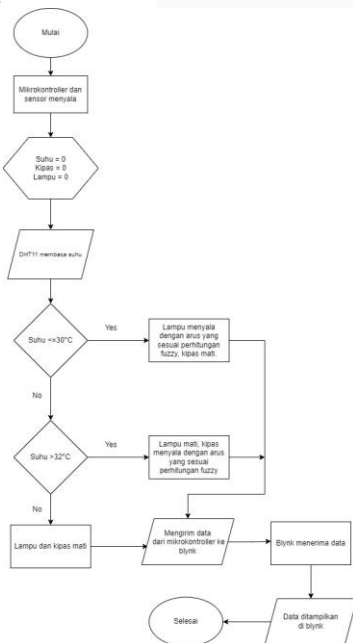 Mulai
Mikrokontroller dan
sensor menyala
Suhu = 0
Kipas = 0
Lampu = 0
DHT11 membaca suhu
Suhu <=30°C
Yes
Lampu menyala
dengan arus yang
sesuai perhitungan
fuzzy, kipas mati.
No
Suhu >32°C
Yes
Lampu mati, kipas
menyala dengan arus
yang sesuai
perhitungan fuzzy
No
Lampu dan kipas mati
Mengirim data
dari mikrokontroller ke
blynk
Blynk menerima data
Data ditampilkan
di blynk
Selesai